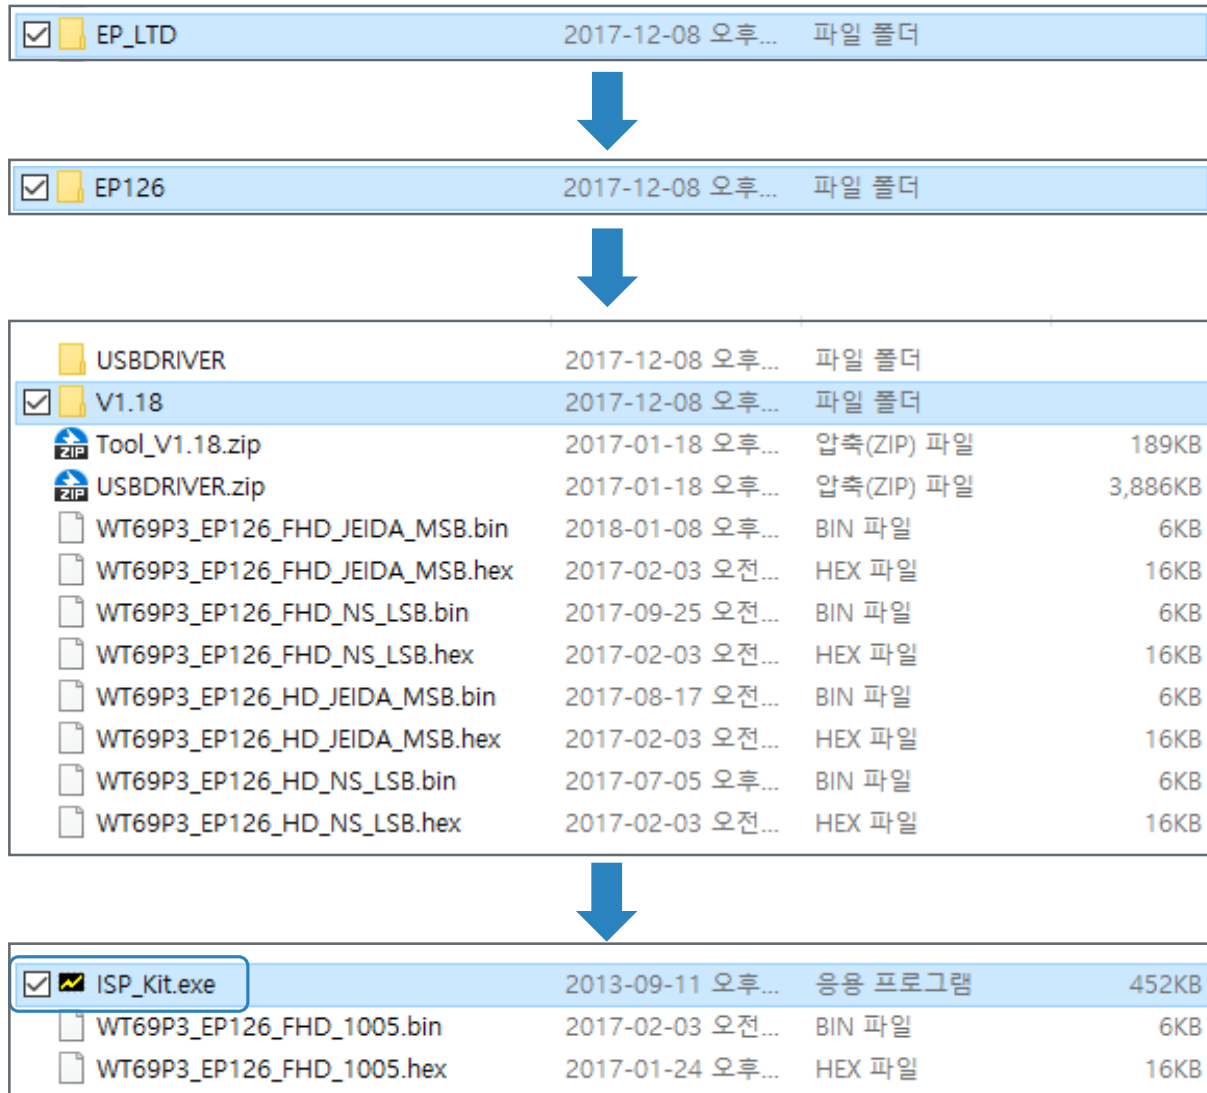 EP_LTD 2017-12-08 오후... 파일 폴더
EP126 2017-12-08 오후... 파일 폴더
USBDRIVER 2017-12-08 오후... 파일 폴더
V1.18 2017-12-08 오후... 파일 폴더
ZIP Tool_V1.18.zip 2017-01-18 오후... 압축(ZIP) 파일 189KB
ZIP USBDRIVER.zip 2017-01-18 오후... 압축(ZIP) 파일 3,886KB
WT69P3_EP126_FHD_JEIDA_MSB.bin 2018-01-08 오후... BIN 파일 6KB
WT69P3_EP126_FHD_JEIDA_MSB.hex 2017-02-03 오전... HEX 파일 16KB
WT69P3_EP126_FHD_NS_LSB.bin 2017-09-25 오전... BIN 파일 6KB
WT69P3_EP126_FHD_NS_LSB.hex 2017-02-03 오전... HEX 파일 16KB
WT69P3_EP126_HD_JEIDA_MSB.bin 2017-08-17 오전... BIN 파일 6KB
WT69P3_EP126_HD_JEIDA_MSB.hex 2017-02-03 오전... HEX 파일 16KB
WT69P3_EP126_HD_NS_LSB.bin 2017-07-05 오후... BIN 파일 6KB
WT69P3_EP126_HD_NS_LSB.hex 2017-02-03 오전... HEX 파일 16KB
ISP_Kit.exe 2013-09-11 오후... 응용 프로그램 452KB
WT69P3_EP126_FHD_1005.bin 2017-02-03 오전... BIN 파일 6KB
WT69P3_EP126_FHD_1005.hex 2017-01-24 오후... HEX 파일 16KB